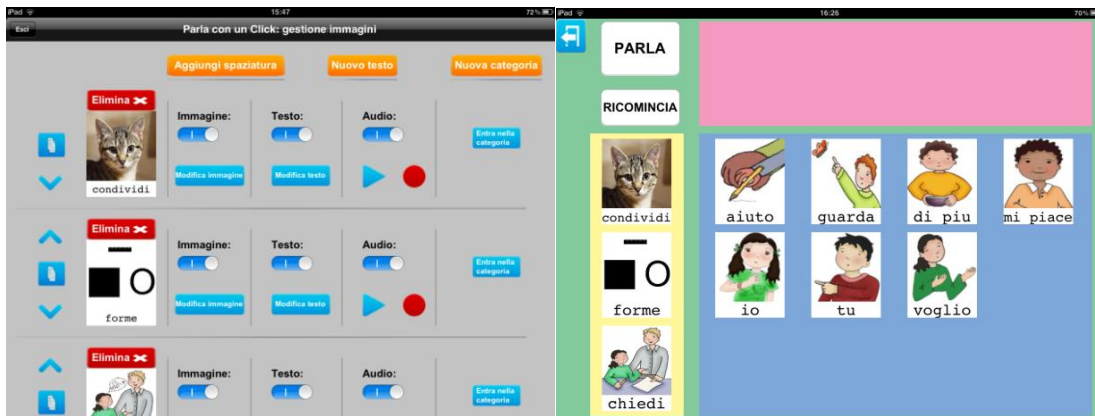 iPad
15:47
72%
Esci
Parla con un Click: gestione immagini
Aggiungi spaziatura
Nuovo testo
Nuova categoria
Elimina
Immagine:
Testo:
Audio:
Entra nella
categoria
Modifica immagine
Modifica testo
condividi
Elimina
Immagine:
Testo:
Audio:
Entra nella
categoria
Modifica immagine
Modifica testo
forme
Elimina
Immagine:
Testo:
Audio:
Entra nella
categoria
iPad
16:26
70%
PARLA
RICOMINCIA
condividi
aiuto
guarda
di piu
mi piace
forme
io
tu
voglio
chiedi